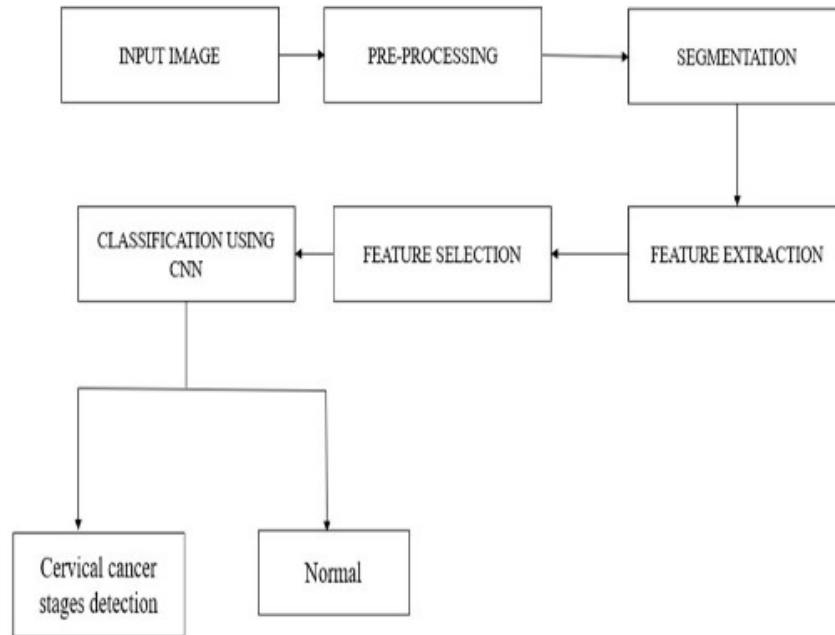 INPUT IMAGE
PRE-PROCESSING
SEGMENTATION
FEATURE EXTRACTION
FEATURE SELECTION
CLASSIFICATION USING
CNN
Cervical cancer
stages detection
Normal